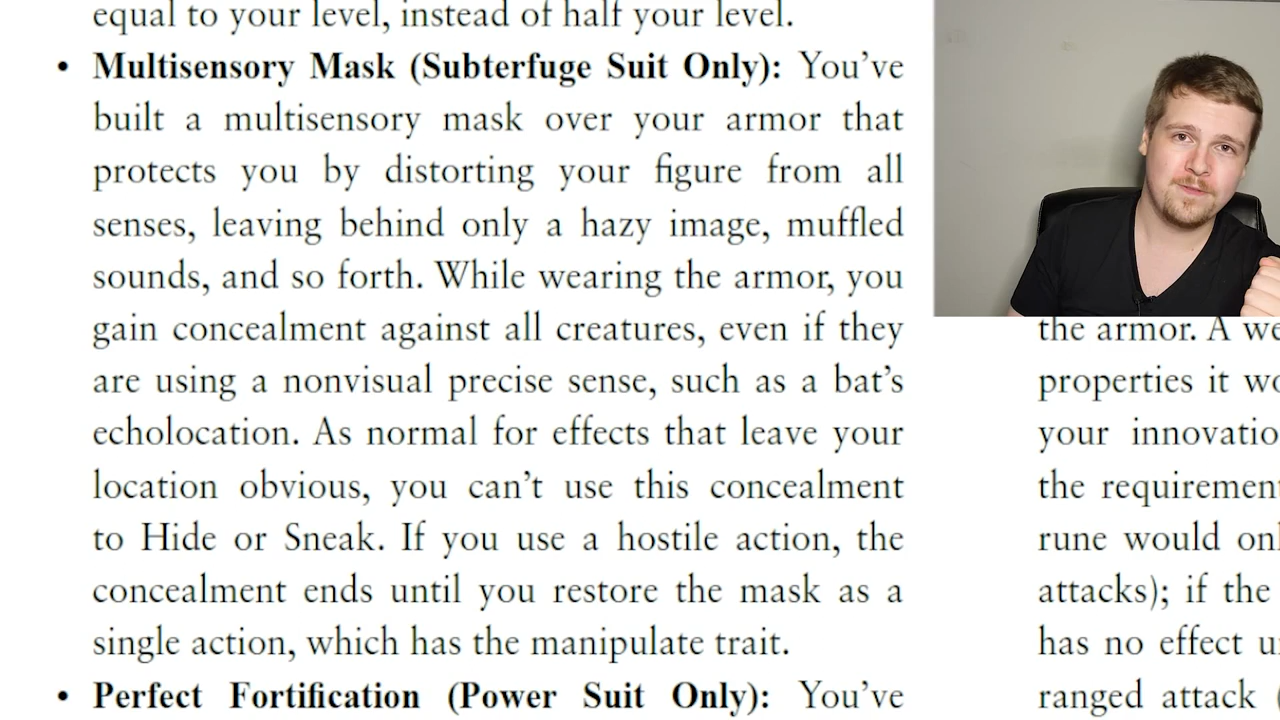 equal to your level, instead of half your level.
• Multisensory Mask (Subterfuge Suit Only): You’ve
built a multisensory mask over your armor that
protects you by distorting your figure from all
senses, leaving behind only a hazy image, muffled
sounds, and so forth. While wearing the armor, you
gain concealment against all creatures, even if they
are using a nonvisual precise sense, such as a bat’s
echolocation. As normal for effects that leave your
location obvious, you can’t use this concealment
to Hide or Sneak. If you use a hostile action, the
concealment ends until you restore the mask as a
single action, which has the manipulate trait.
• Perfect Fortification (Power Suit Only): You’ve
the armor. A we
properties it wo
your innovatio
the requirement
rune would onl
attacks); if the
has no effect u
ranged attack (